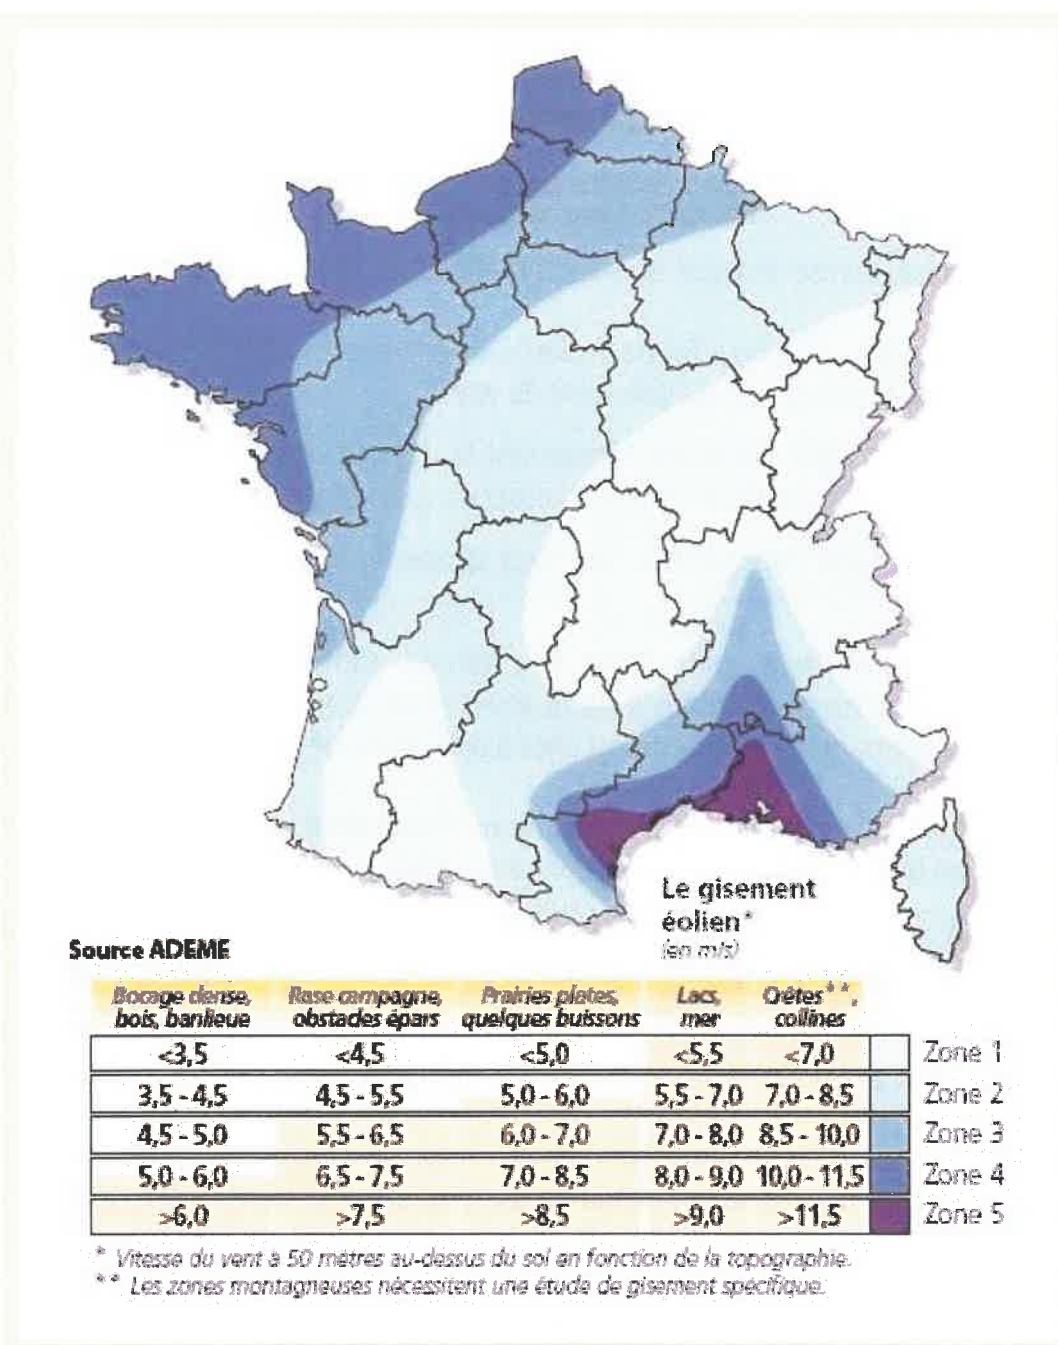 Le gisement
éolien*
(en m/s)
Source ADEME
Bocage dense, bois, banlieue Rase campagne, obstacles épars Prairies plates, quelques buissons Lacs, mer Crêtes**, collines
<3,5 <4,5 <5,0 <5,5 <7,0 Zone 1
3,5 - 4,5 4,5 - 5,5 5,0 - 6,0 5,5 - 7,0 7,0 - 8,5 Zone 2
4,5 - 5,0 5,5 - 6,5 6,0 - 7,0 7,0 - 8,0 8,5 - 10,0 Zone 3
5,0 - 6,0 6,5 - 7,5 7,0 - 8,5 8,0 - 9,0 10,0 - 11,5 Zone 4
>6,0 >7,5 >8,5 >9,0 >11,5 Zone 5
* Vitesse du vent à 50 mètres au-dessus du sol en fonction de la topographie.
** Les zones montagneuses nécessitent une étude de gisement spécifique.